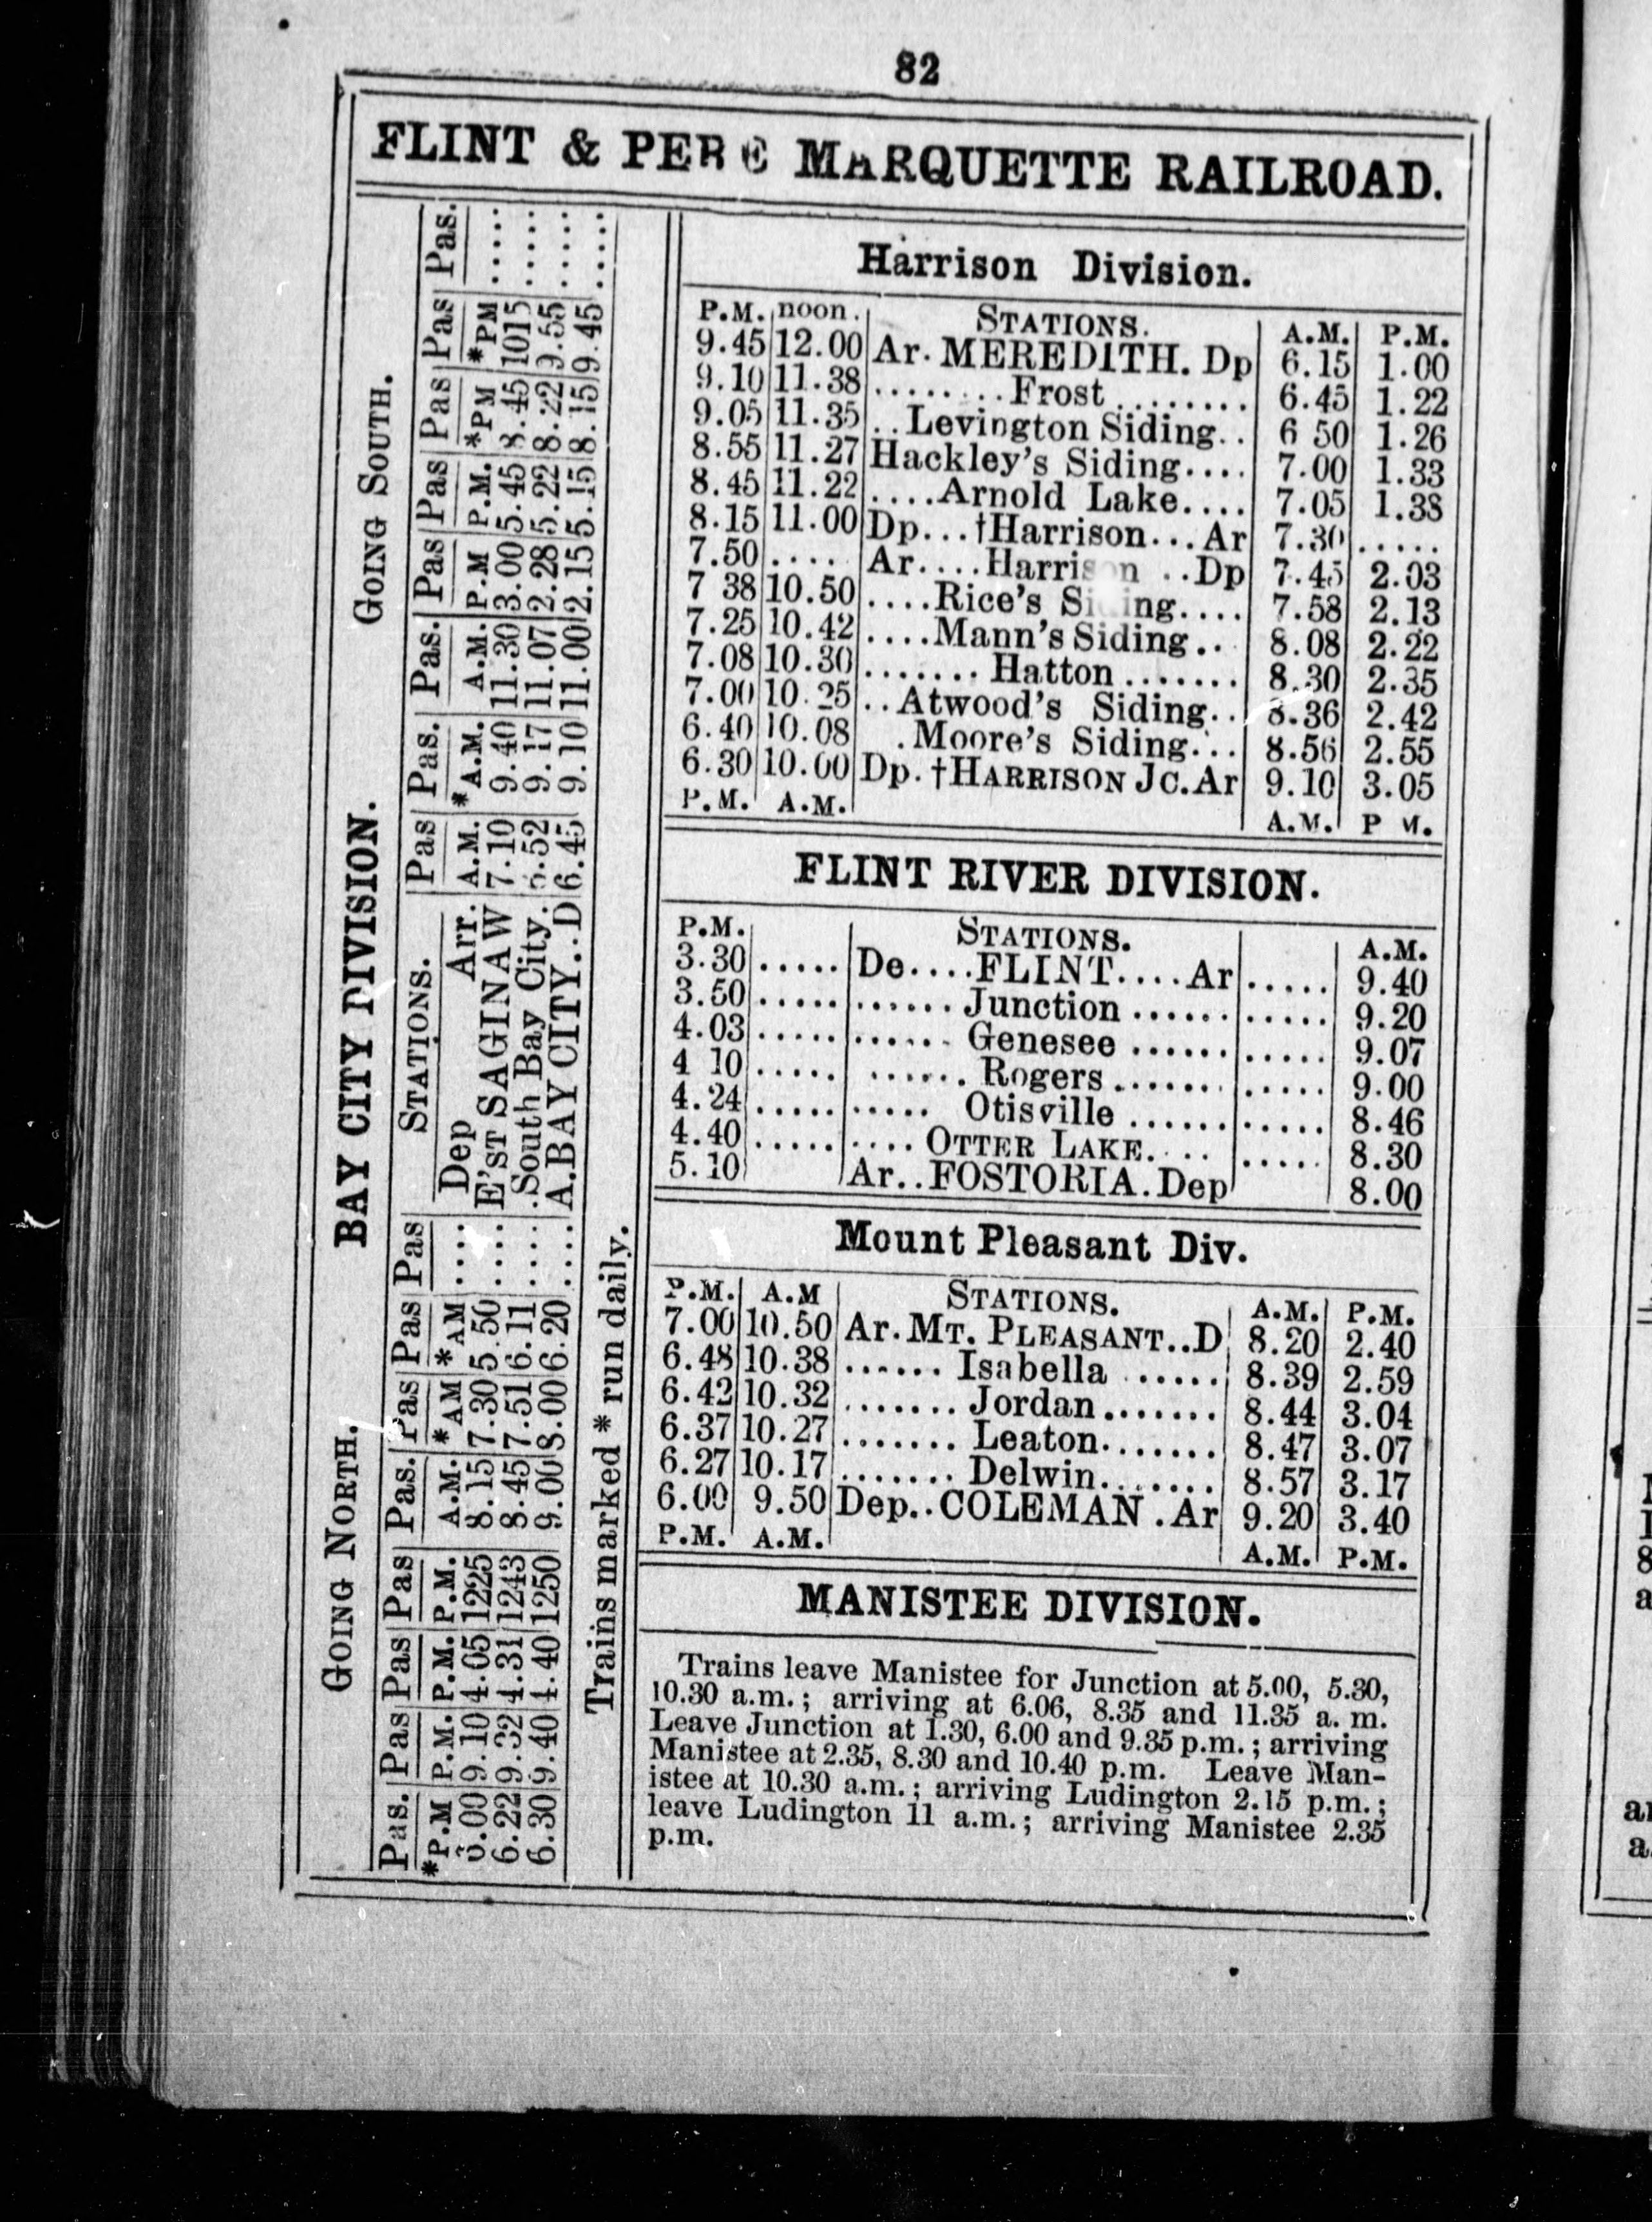 82
FLINT & PERE MARQUETTE RAILROAD.
GOING NORTH. BAY CITY DIVISION. GOING SOUTH.
Pas. Pas Pas Pas Pas. Pas Pas Pas STATIONS. Pas Pas. Pas. Pas Pas Pas Pas Pas.
*P.M P.M. P.M. P.M. A.M. *AM *AM .... Dep Arr. A.M. *A.M. A.M. P.M P.M. *PM *PM .....
9.10 4.05 1225 8.15 7.30 5.50 .... E'ST SAGINAW 7.10 9.40 11.30 3.00 5.45 8.45 1015 .....
6.22 9.32 4.31 1243 8.45 7.51 6.11 .... South Bay City. 9.17 11.07 2.28 5.22 8.22 9.55 .....
6.30 9.40 4.40 1250 9.00 8.00 6.20 .... A.BAY CITY..D 6.45 9.10 11.00 2.15 5.15 8.15 9.45 .....
Trains marked * run daily.
Harrison Division.
P.M. noon. STATIONS. A.M. P.M.
9.45 12.00 Ar. MEREDITH. Dp 6.15 1.00
9.10 11.38 ........Frost ........ 6.45 1.22
9.05 11.35 ..Levington Siding.. 6 50 1.26
8.55 11.27 Hackley's Siding.... 7.00 1.33
8.45 11.22 ....Arnold Lake.... 7.05 1.38
8.15 11.00 Dp...†Harrison...Ar 7.30 .....
7.50 .... Ar....Harrison ..Dp 7.45 2.03
7 38 10.50 ....Rice's Siding.... 7.58 2.13
7.25 10.42 ....Mann's Siding.. 8.08 2.22
7.08 10.30 ....... Hatton ....... 8.30 2.35
7.00 10.25 ..Atwood's Siding.. 8.36 2.42
6.40 10.08 .Moore's Siding... 8.56 2.55
6.30 10.00 Dp. †HARRISON JC.Ar 9.10 3.05
P.M. A.M. A.M. P M.
FLINT RIVER DIVISION.
P.M. STATIONS. A.M.
3.30 ..... De....FLINT....Ar ..... 9.40
3.50 ..... ...... Junction ...... ..... 9.20
4.03 ..... ...... Genesee ...... ..... 9.07
4 10 ..... ...... Rogers ....... ..... 9.00
4.24 ..... ..... Otisville ...... ..... 8.46
4.40 ..... .... OTTER LAKE.... ..... 8.30
5.10 Ar..FOSTORIA.Dep 8.00
Mount Pleasant Div.
P.M. A.M STATIONS. A.M. P.M.
7.00 10.50 Ar. MT. PLEASANT..D 8.20 2.40
6.48 10.38 ...... Isabella ...... 8.39 2.59
6.42 10.32 ....... Jordan ....... 8.44 3.04
6.37 10.27 ....... Leaton....... 8.47 3.07
6.27 10.17 ....... Delwin....... 8.57 3.17
6.00 9.50 Dep..COLEMAN .Ar 9.20 3.40
P.M. A.M. A.M. P.M.
MANISTEE DIVISION.
Trains leave Manistee for Junction at 5.00, 5.30,
10.30 a.m.; arriving at 6.06, 8.35 and 11.35 a. m.
Leave Junction at 1.30, 6.00 and 9.35 p.m.; arriving
Manistee at 2.35, 8.30 and 10.40 p.m. Leave Man-
istee at 10.30 a.m.; arriving Ludington 2.15 p.m.;
leave Ludington 11 a.m.; arriving Manistee 2.35
p.m.